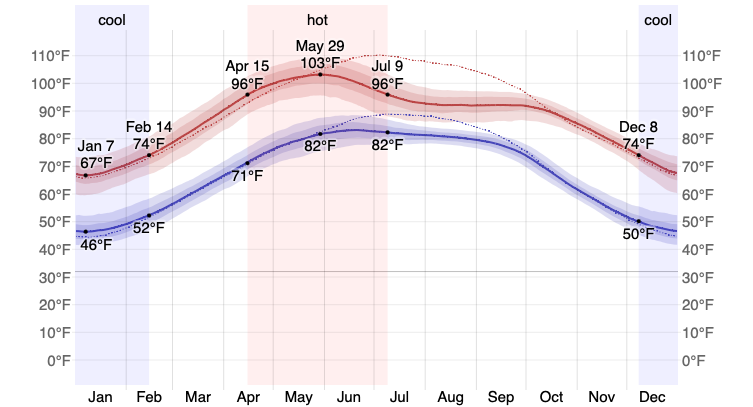 cool hot cool
May 29
110°F 103°F 110°F
Apr 15 Jul 9
100°F 96°F 96°F 100°F
90°F 90°F
Feb 14 Dec 8
Jan 7 74°F 74°F
80°F 80°F
67°F
70°F 71°F 82°F 82°F 70°F
60°F 60°F
50°F 46°F 52°F 50°F 50°F
40°F 40°F
30°F 30°F
20°F 20°F
10°F 10°F
0°F 0°F
Jan Feb Mar Apr May Jun Jul Aug Sep Oct Nov Dec